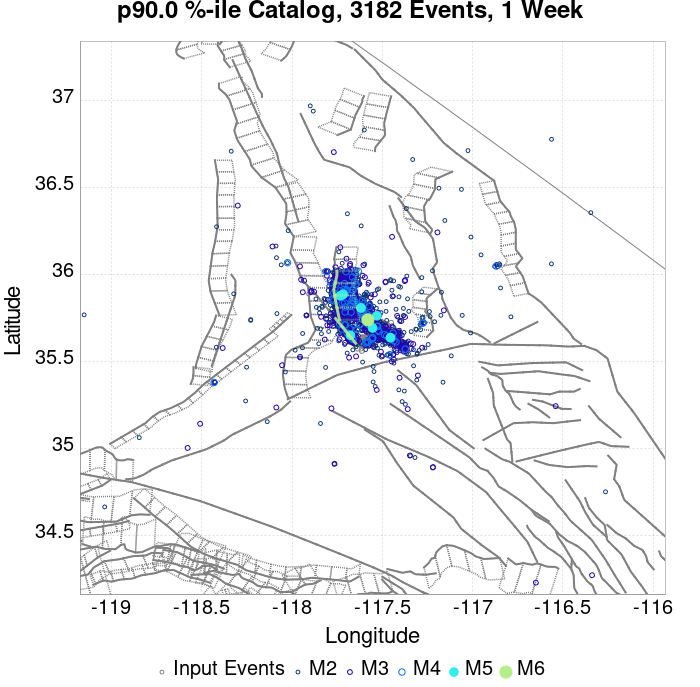 p90.0 %-ile Catalog, 3182 Events, 1 Week
37
36.5
36
35.5
35
34.5
Latitude
-119 -118.5 -118 -117.5 -117 -116.5 -116
Longitude
Input Events M2 M3 M4 M5 M6